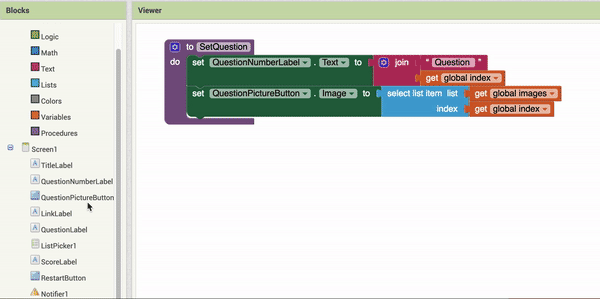 Blocks
Viewer
Logic
Math
Text
Lists
Colors
Variables
Procedures
Screen1
TitleLabel
QuestionNumberLabel
QuestionPictureButton
LinkLabel
QuestionLabel
ListPicker1
ScoreLabel
RestartButton
Notifier1
to SetQuestion
do set QuestionNumberLabel . Text to join " Question "
get global index
set QuestionPictureButton . Image to select list item list get global images
index get global index